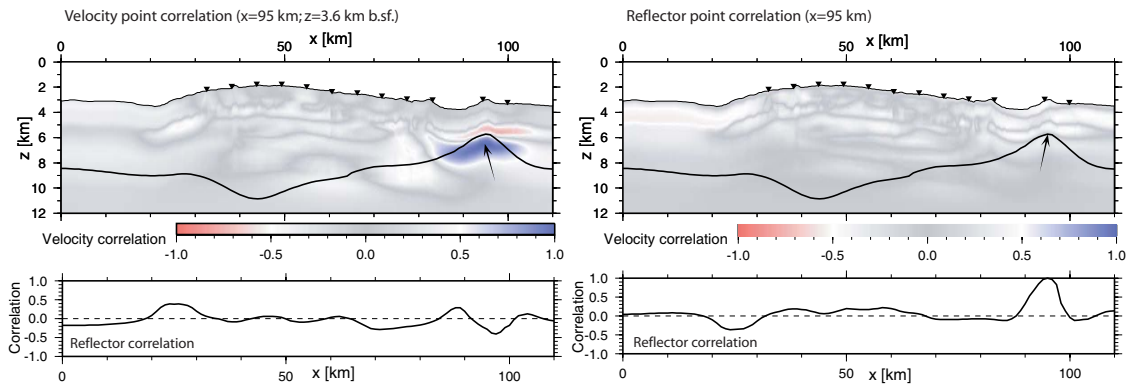 Velocity point correlation (x=95 km; z=3.6 km b.sf.)
x [km]
0 50 100
z [km]
0
2
4
6
8
10
12
Velocity correlation
-1.0 -0.5 0.0 0.5 1.0
Correlation
1.0
0.5
0.0
-0.5
-1.0
Reflector correlation
0 50 100
x [km]
Reflector point correlation (x=95 km)
x [km]
0 50 100
z [km]
0
2
4
6
8
10
12
Velocity correlation
-1.0 -0.5 0.0 0.5 1.0
Correlation
1.0
0.5
0.0
-0.5
-1.0
Reflector correlation
0 50 100
x [km]